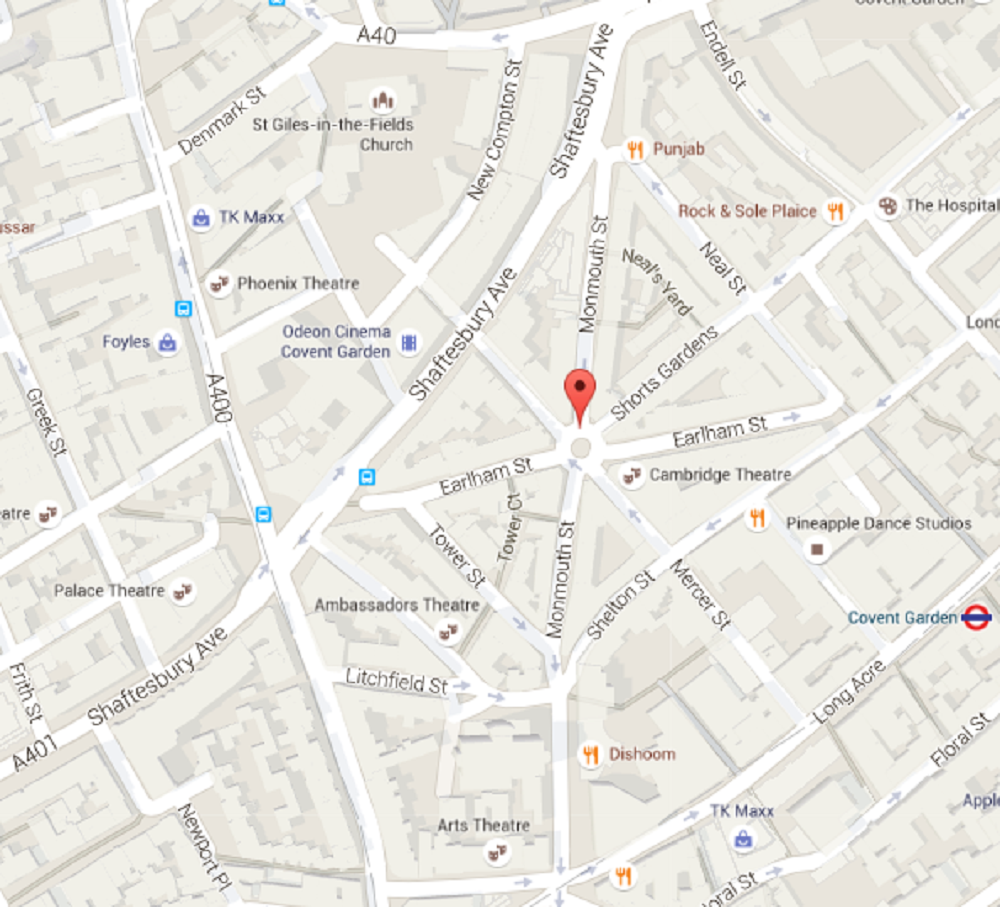 Covent Garden
A40
Shaftesbury Ave
Endell St
Denmark St
St Giles-in-the-Fields
Church
New Compton St
Punjab
TK Maxx
Rock & Sole Plaice
The Hospital
ussar
Phoenix Theatre
Monmouth St
Neal's Yard
Neal St
Foyles
Odeon Cinema
Covent Garden
Shaftesbury Ave
Lond
Shorts Gardens
Greek St
A400
Earlham St
Earlham St
Cambridge Theatre
eatre
Tower Ct
Tower St
Pineapple Dance Studios
Palace Theatre
Ambassadors Theatre
Monmouth St
Shelton St
Mercer St
Covent Garden
Frith St
Shaftesbury Ave
Litchfield St
Long Acre
A401
Dishoom
Floral St
Newport Pl
Arts Theatre
TK Maxx
Apple
loral St